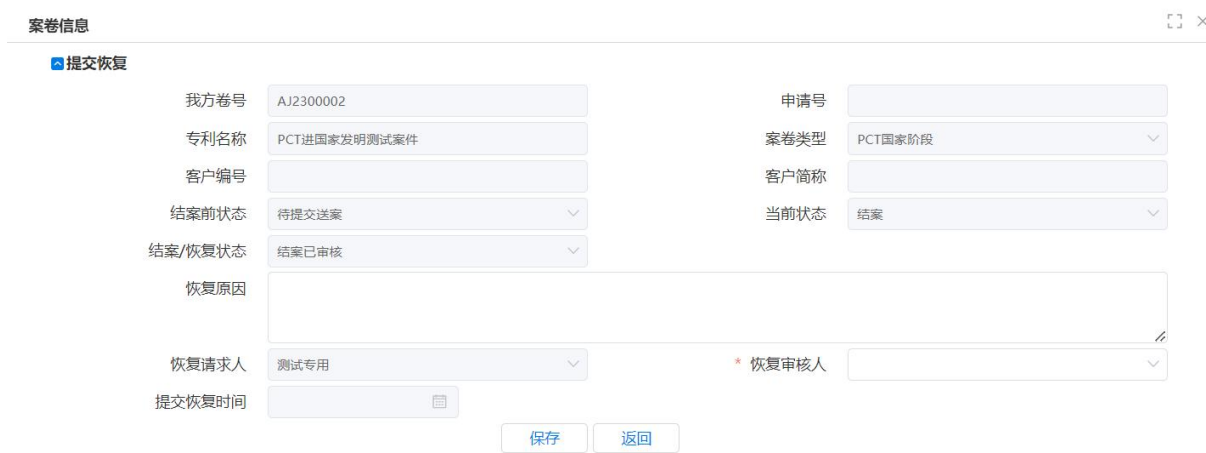 案卷信息
提交恢复
我方卷号 AJ2300002 申请号
专利名称 PCT进国家发明测试案件 案卷类型 PCT国家阶段
客户编号 客户简称
结案前状态 待提交送案 当前状态 结案
结案/恢复状态 结案已审核
恢复原因
恢复请求人 测试专用 * 恢复审核人
提交恢复时间
保存 返回